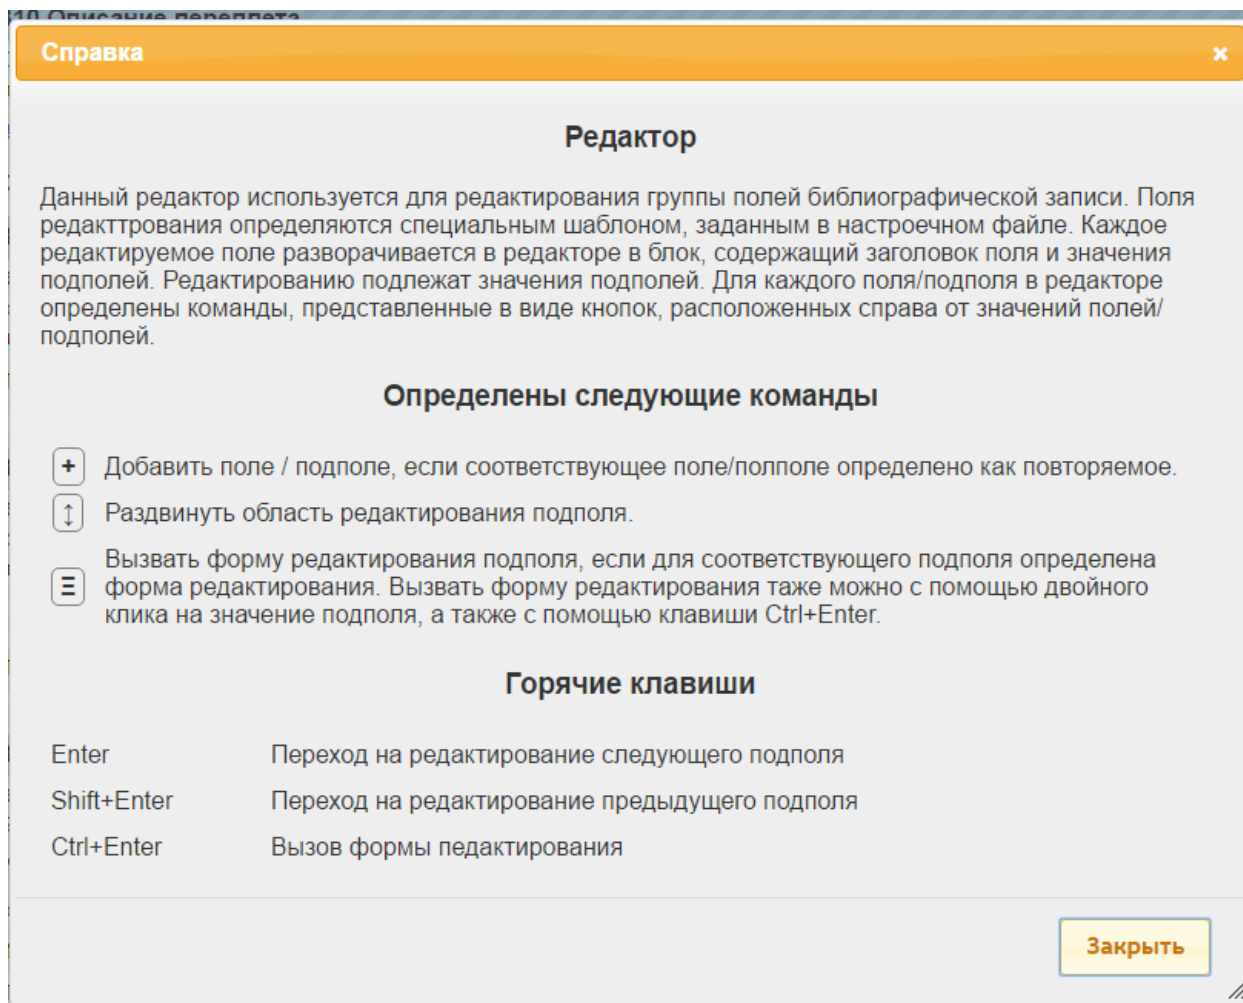 10 Описание переплета
Справка
Редактор
Данный редактор используется для редактирования группы полей библиографической записи. Поля
редакттрования определяются специальным шаблоном, заданным в настроечном файле. Каждое
редактируемое поле разворачивается в редакторе в блок, содержащий заголовок поля и значения
подполей. Редактированию подлежат значения подполей. Для каждого поля/подполя в редакторе
определены команды, представленные в виде кнопок, расположенных справа от значений полей/
подполей.
Определены следующие команды
+ Добавить поле / подполе, если соответствующее поле/полполе определено как повторяемое.
↕ Раздвинуть область редактирования подполя.
Вызвать форму редактирования подполя, если для соответствующего подполя определена
Ξ форма редактирования. Вызвать форму редактирования таже можно с помощью двойного
клика на значение подполя, а также с помощью клавиши Ctrl+Enter.
Горячие клавиши
Enter Переход на редактирование следующего подполя
Shift+Enter Переход на редактирование предыдущего подполя
Ctrl+Enter Вызов формы педактирования
Закрыть